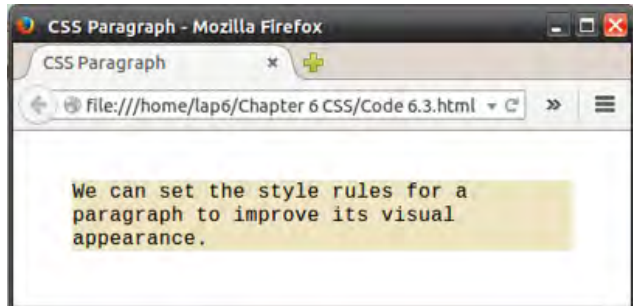 CSS Paragraph - Mozilla Firefox
CSS Paragraph
file:///home/lap6/Chapter 6 CSS/Code 6.3.html
We can set the style rules for a
paragraph to improve its visual
appearance.